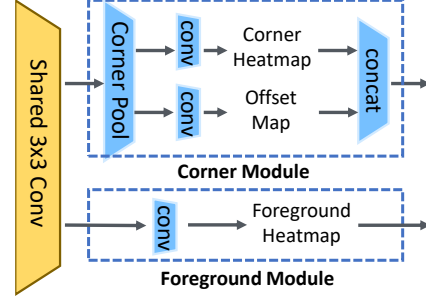 Shared 3x3 Conv
Corner Pool
conv
Corner
Heatmap
conv
Offset
Map
concat
Corner Module
conv
Foreground
Heatmap
Foreground Module